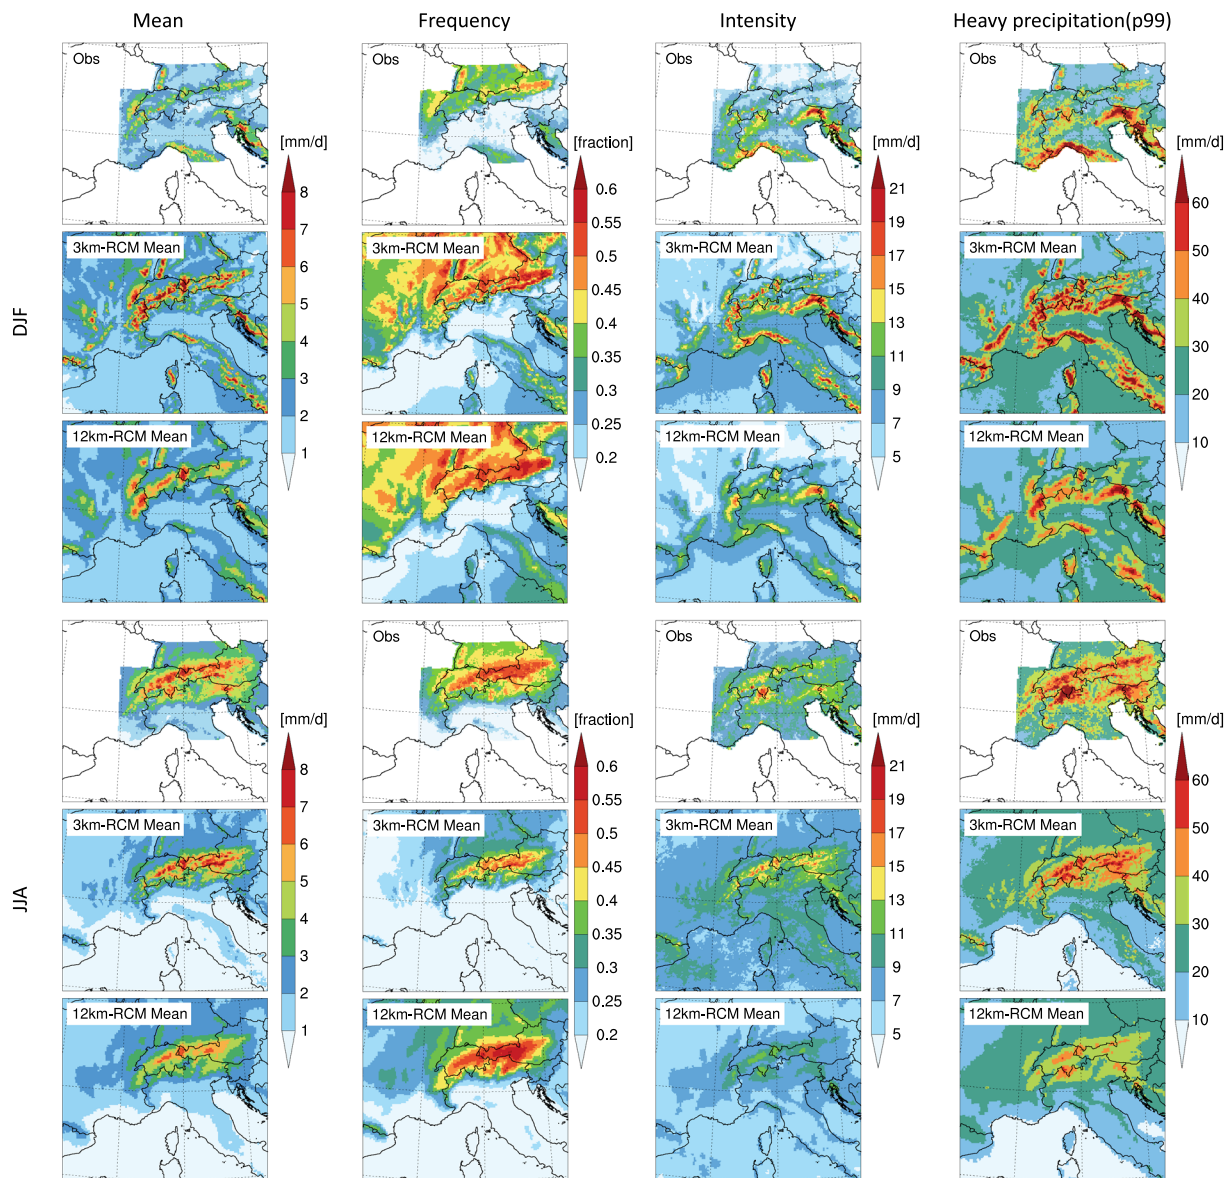 Mean Frequency Intensity Heavy precipitation(p99)
DJF
Obs Obs Obs Obs
[mm/d] [fraction] [mm/d] [mm/d]
8 7 6 5 4 3 2 1
0.6 0.55 0.5 0.45 0.4 0.35 0.3 0.25 0.2
21 19 17 15 13 11 9 7 5
60 50 40 30 20 10
3km-RCM Mean 3km-RCM Mean 3km-RCM Mean 3km-RCM Mean
12km-RCM Mean 12km-RCM Mean 12km-RCM Mean 12km-RCM Mean
JJA
Obs Obs Obs Obs
[mm/d] [fraction] [mm/d] [mm/d]
8 7 6 5 4 3 2 1
0.6 0.55 0.5 0.45 0.4 0.35 0.3 0.25 0.2
21 19 17 15 13 11 9 7 5
60 50 40 30 20 10
3km-RCM Mean 3km-RCM Mean 3km-RCM Mean 3km-RCM Mean
12km-RCM Mean 12km-RCM Mean 12km-RCM Mean 12km-RCM Mean